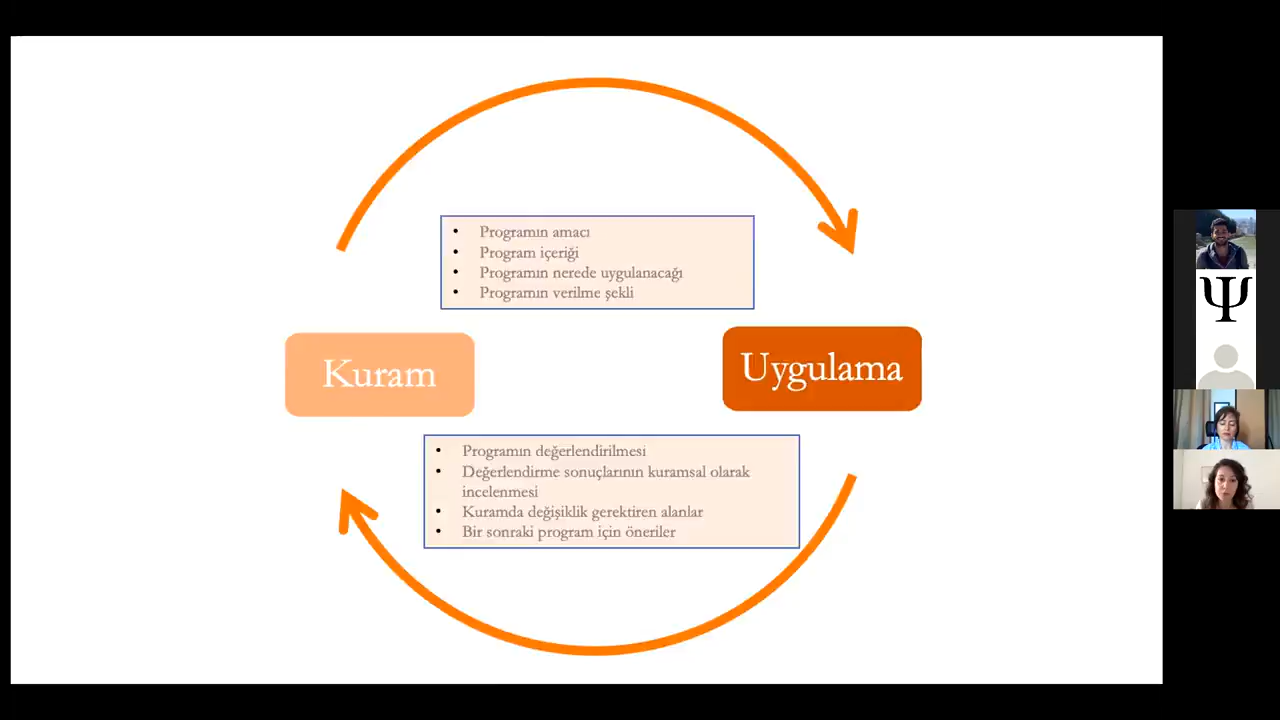 • Programın amacı
• Program içeriği
• Programın nerede uygulanacağı
• Programın verilme şekli
Kuram
Uygulama
• Programın değerlendirilmesi
• Değerlendirme sonuçlarının kuramsal olarak
incelenmesi
• Kuramda değişiklik gerektiren alanlar
• Bir sonraki program için öneriler
Ψ